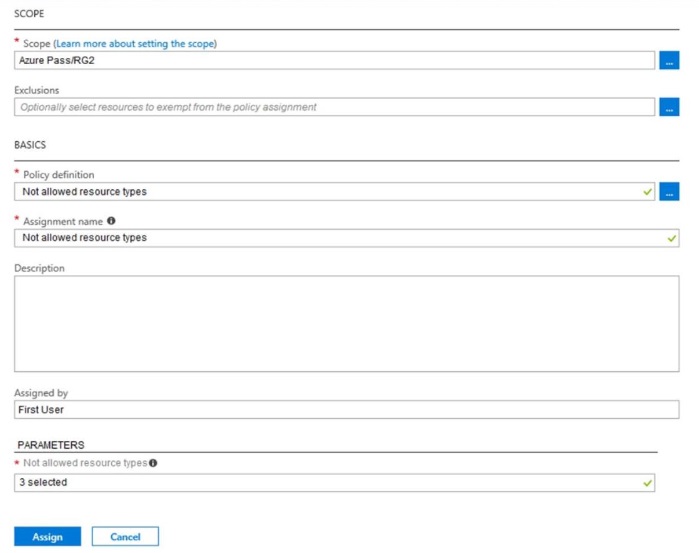 SCOPE
* Scope (Learn more about setting the scope)
Azure Pass/RG2
...
Exclusions
Optionally select resources to exempt from the policy assignment
...
BASICS
* Policy definition
Not allowed resource types
...
* Assignment name
Not allowed resource types
Description
Assigned by
First User
PARAMETERS
* Not allowed resource types
3 selected
Assign Cancel